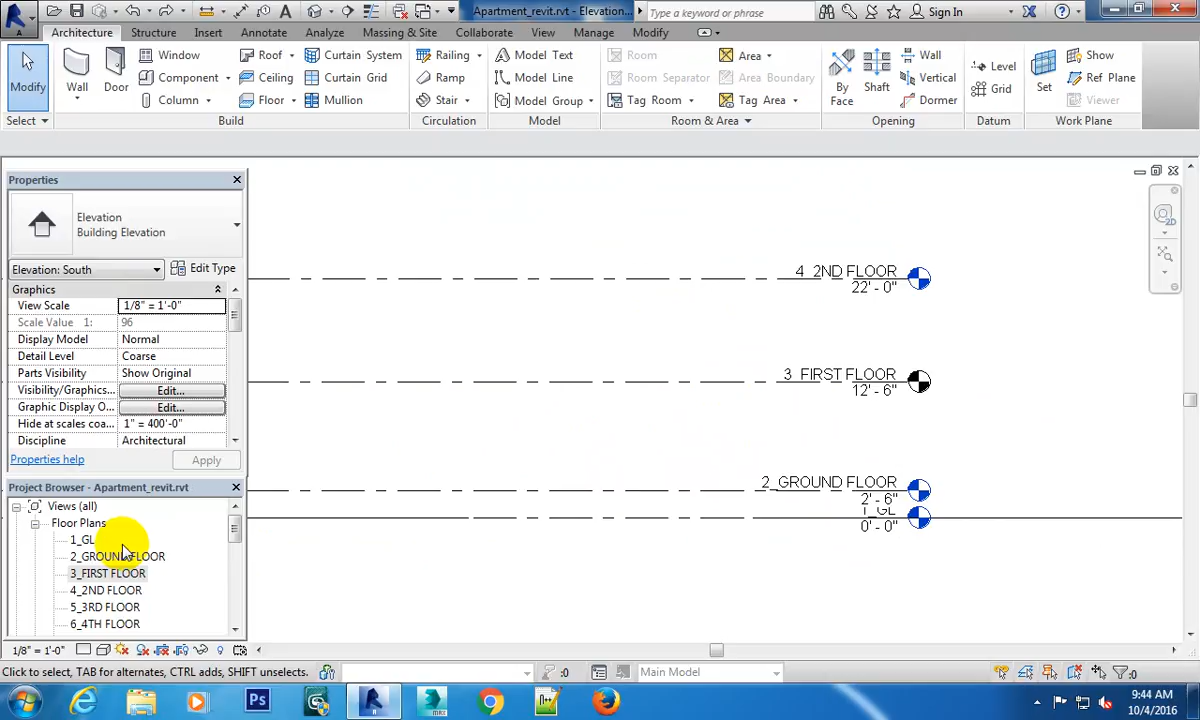 Apartment_revit.rvt - Elevation...
Type a keyword or phrase
Sign In
Architecture Structure Insert Annotate Analyze Massing & Site Collaborate View Manage Modify
Modify
Wall
Door
Window
Component
Column
Roof
Ceiling
Floor
Curtain System
Curtain Grid
Mullion
Railing
Ramp
Stair
Model Text
Model Line
Model Group
Room
Room Separator
Tag Room
Area
Area Boundary
Tag Area
By Face
Shaft
Wall
Vertical
Dormer
Level
Grid
Set
Show
Ref Plane
Viewer
Select
Build
Circulation
Model
Room & Area
Opening
Datum
Work Plane
Properties
Elevation
Building Elevation
Elevation: South
Edit Type
Graphics
View Scale 1/8" = 1'-0"
Scale Value 1: 96
Display Model Normal
Detail Level Coarse
Parts Visibility Show Original
Visibility/Graphics... Edit...
Graphic Display O... Edit...
Hide at scales coa... 1" = 400'-0"
Discipline Architectural
Properties help
Apply
Project Browser - Apartment_revit.rvt
Views (all)
Floor Plans
1_GL
2_GROUND FLOOR
3_FIRST FLOOR
4_2ND FLOOR
5_3RD FLOOR
6_4TH FLOOR
4_2ND FLOOR
22' - 0"
3_FIRST FLOOR
12' - 6"
2_GROUND FLOOR
2' - 6"
1_GL
0' - 0"
1/8" = 1'-0"
Click to select, TAB for alternates, CTRL adds, SHIFT unselects.
:0
Main Model
:0
Ps
9:44 AM
10/4/2016